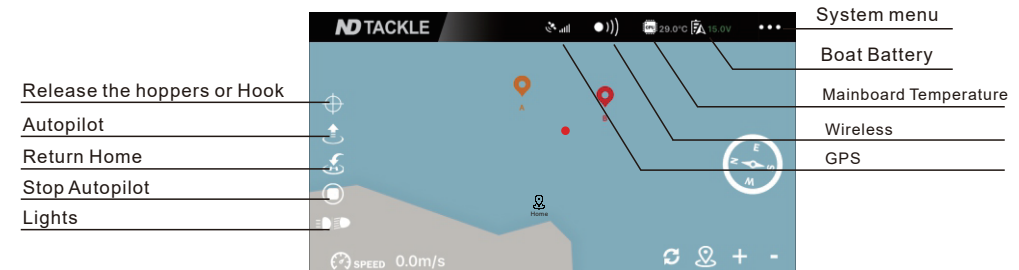 ND TACKLE
29.0°C
15.0V
System menu
Boat Battery
Mainboard Temperature
Wireless
GPS
Release the hoppers or Hook
Autopilot
Return Home
Stop Autopilot
Lights
A
B
E
N
S
W
Home
SPEED 0.0m/s
+ -